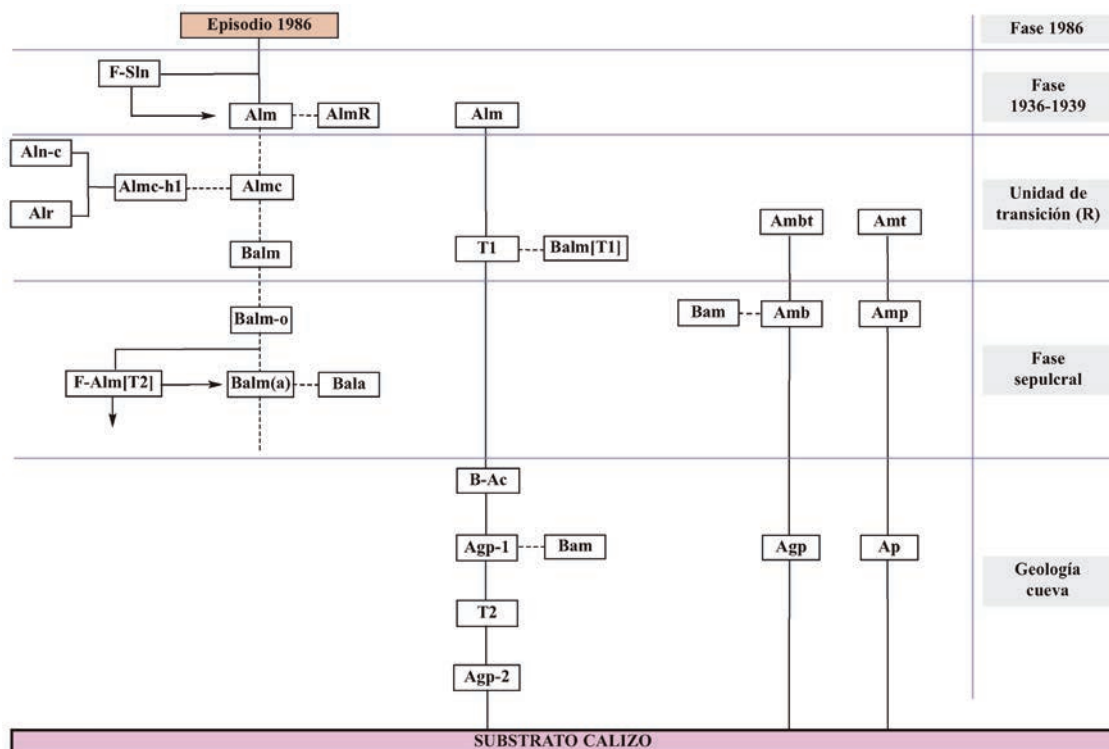 Episodio 1986
Fase 1986
F-Sln
Fase
1936-1939
Alm
AlmR
Alm
Aln-c
Almc-h1
Almc
Alr
Unidad de
transición (R)
Ambt
Amt
Balm
T1
Balm[T1]
Balm-o
Bam
Amb
Amp
F-Alm[T2]
Balm(a)
Bala
Fase
sepulcral
B-Ac
Agp-1
Bam
Agp
Ap
Geología
cueva
T2
Agp-2
SUBSTRATO CALIZO